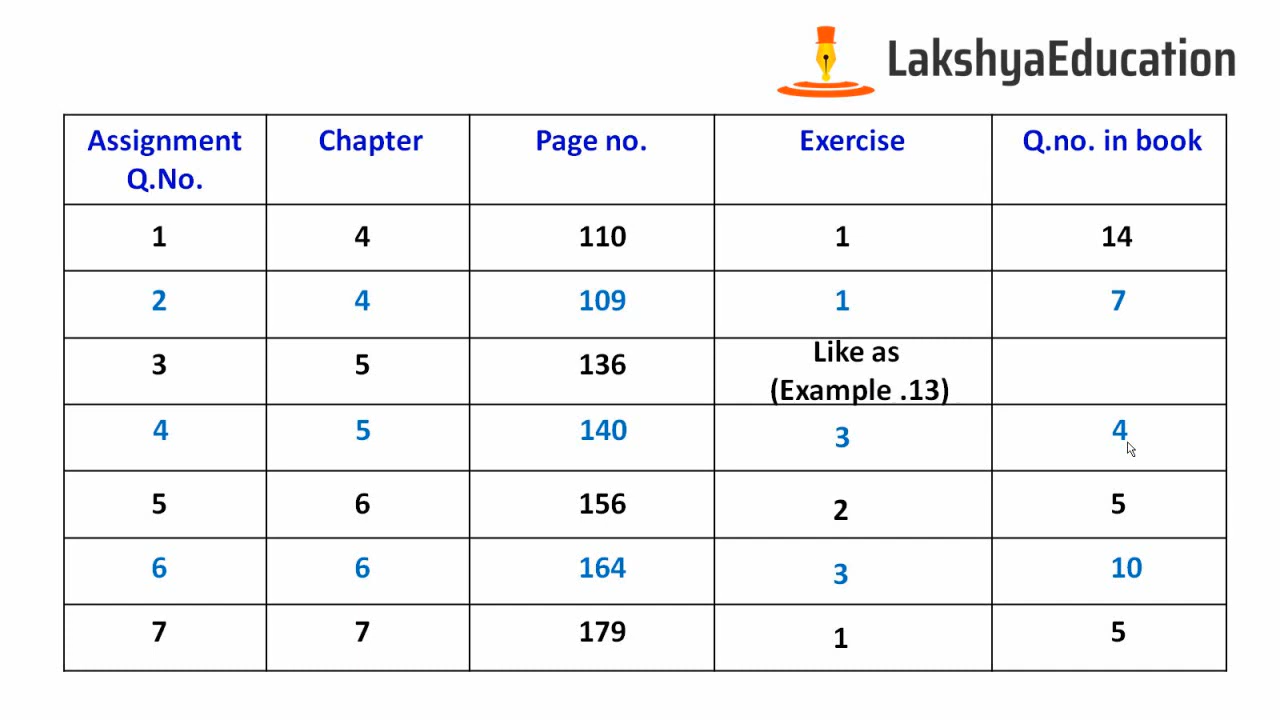 LakshyaEducation
Assignment Chapter Page no. Exercise Q.no. in book
Q.No.
1 4 110 1 14
2 4 109 1 7
3 5 136 Like as
(Example .13)
4 5 140 3 4
5 6 156 2 5
6 6 164 3 10
7 7 179 1 5